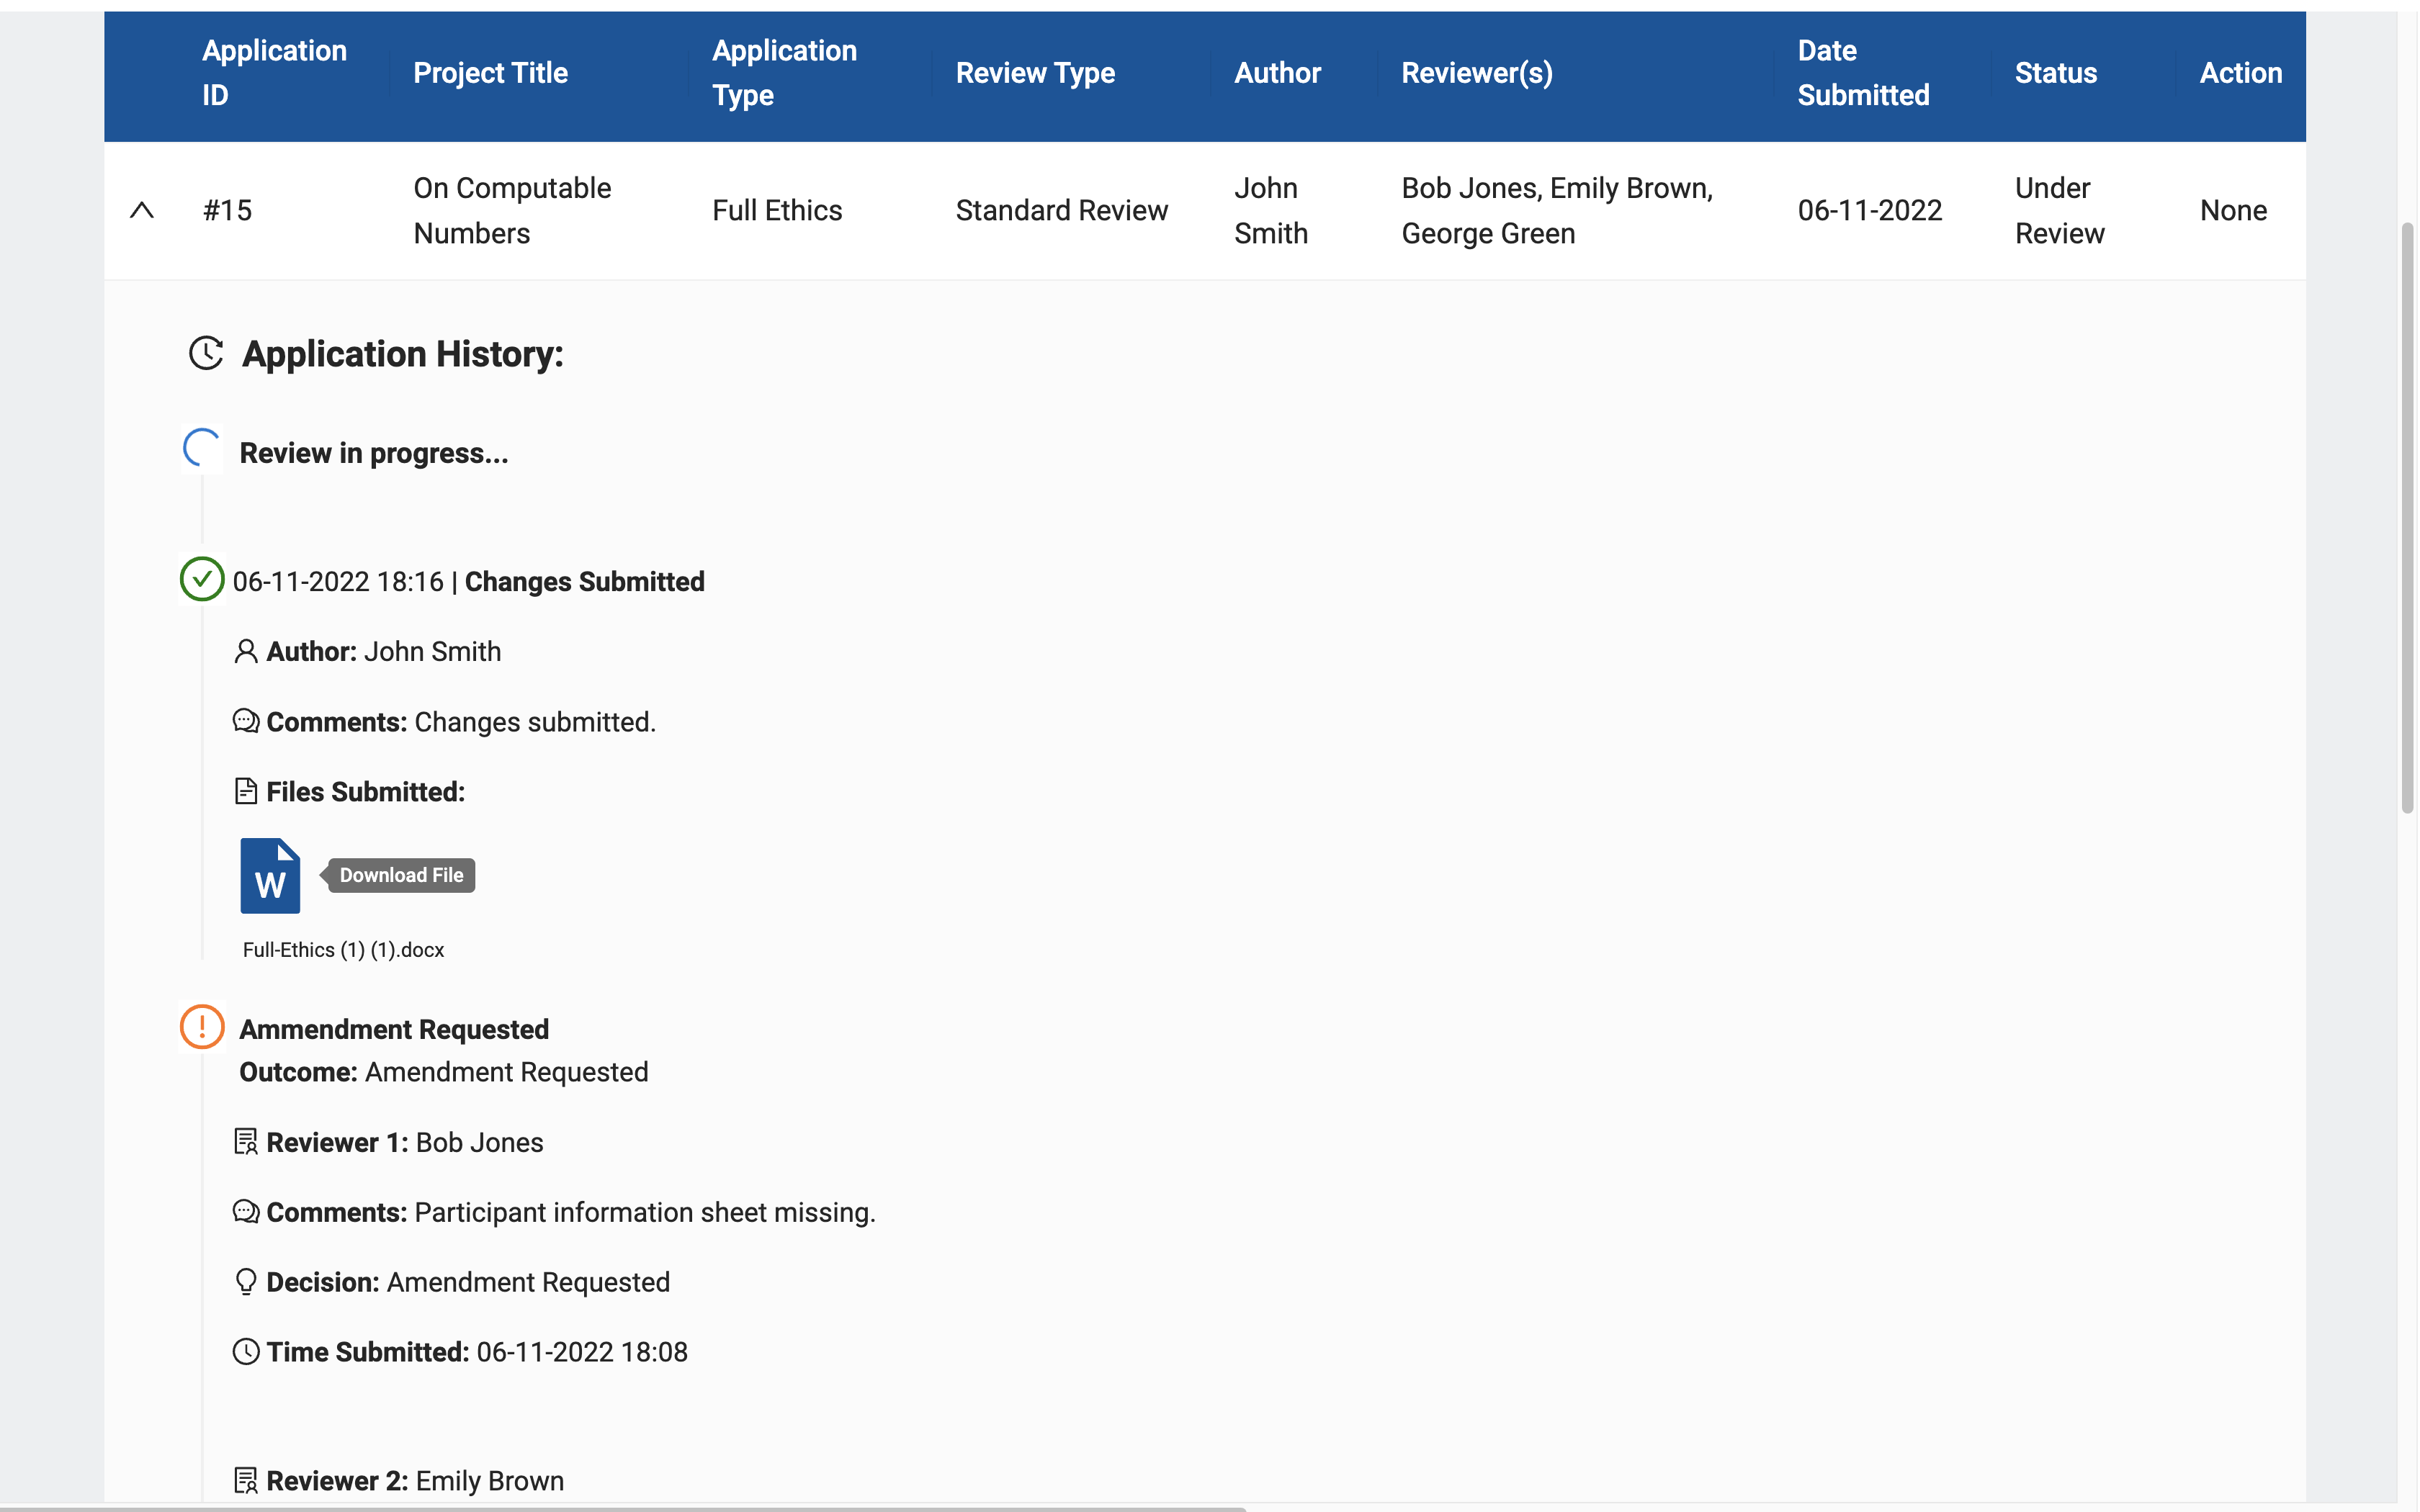 Application
ID
Project Title
Application
Type
Review Type
Author
Reviewer(s)
Date
Submitted
Status
Action
#15
On Computable
Numbers
Full Ethics
Standard Review
John
Smith
Bob Jones, Emily Brown,
George Green
06-11-2022
Under
Review
None
Application History:
Review in progress...
06-11-2022 18:16 | Changes Submitted
Author: John Smith
Comments: Changes submitted.
Files Submitted:
W
Download File
Full-Ethics (1) (1).docx
Ammendment Requested
Outcome: Amendment Requested
Reviewer 1: Bob Jones
Comments: Participant information sheet missing.
Decision: Amendment Requested
Time Submitted: 06-11-2022 18:08
Reviewer 2: Emily Brown